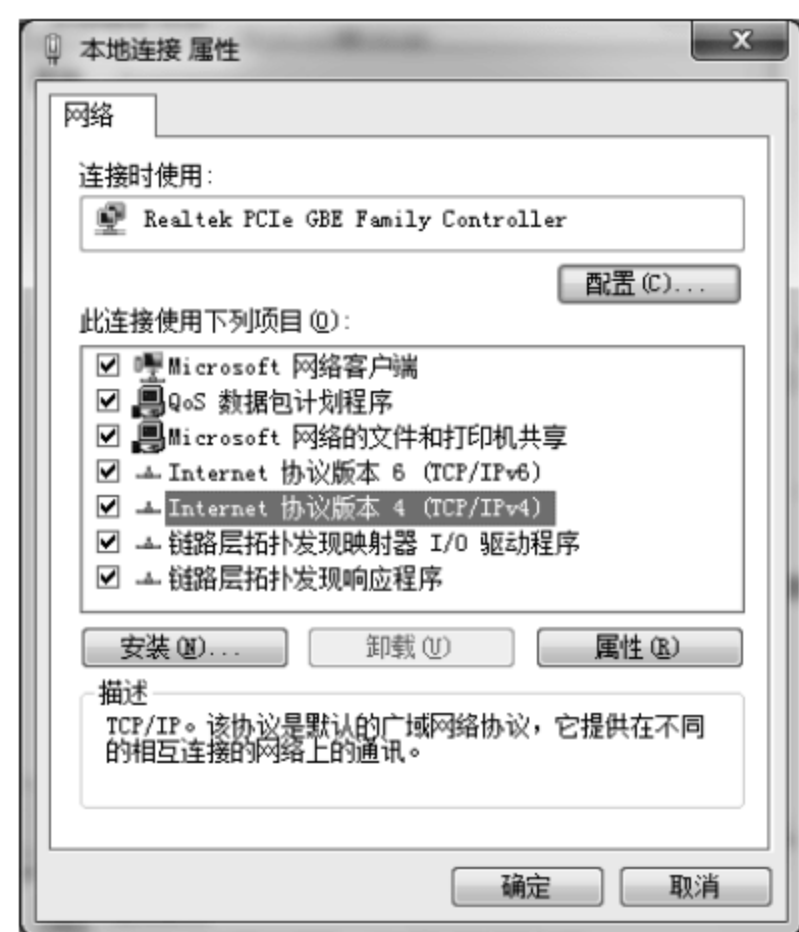 本地连接 属性
网络
连接时使用:
Realtek PCIe GBE Family Controller
配置(C)...
此连接使用下列项目(O):
Microsoft 网络客户端
QoS 数据包计划程序
Microsoft 网络的文件和打印机共享
Internet 协议版本 6 (TCP/IPv6)
Internet 协议版本 4 (TCP/IPv4)
链路层拓扑发现映射器 I/O 驱动程序
链路层拓扑发现响应程序
安装(N)... 卸载(U) 属性(R)
描述
TCP/IP。该协议是默认的广域网络协议，它提供在不同
的相互连接的网络上的通讯。
确定 取消